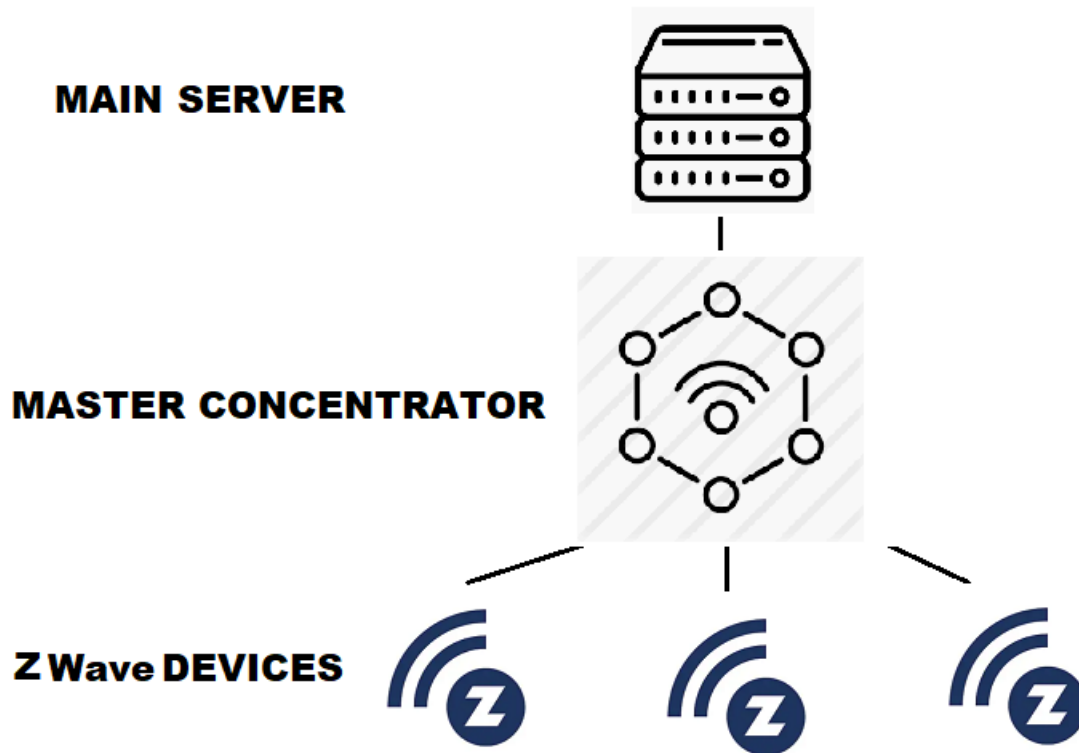 MAIN SERVER
MASTER CONCENTRATOR
Z Wave DEVICES
Z
Z
Z